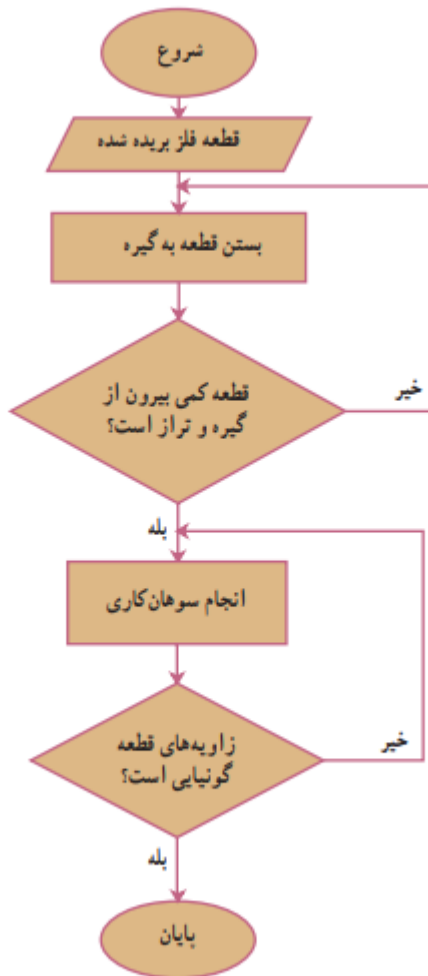 شروع
قطعه فلز بریده شده
بستن قطعه به گیره
قطعه کمی بیرون از
گیره و تراز است؟
خیر
بله
انجام سوهان‌کاری
زاویه‌های قطعه
گونیایی است؟
خیر
بله
پایان